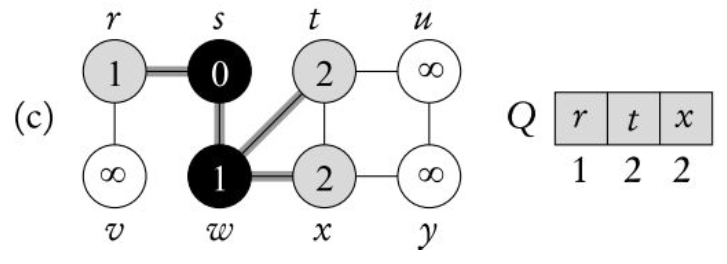 r s t u
1 0 2 ∞
(c) Q r t x
∞ 1 2 ∞ 1 2 2
v w x y